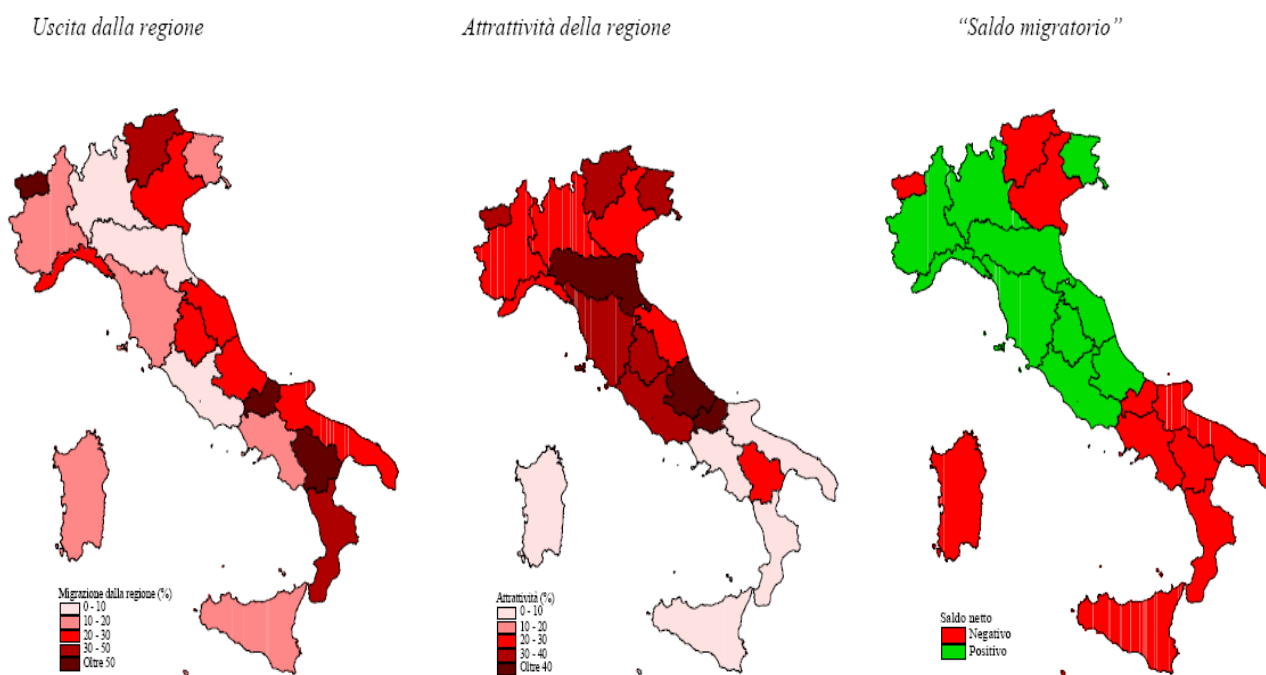 Uscita dalla regione
Attrattività della regione
“Saldo migratorio”
Migrazione dalla regione (%)
0 - 10
10 - 20
20 - 30
30 - 50
Oltre 50
Attrattività (%)
0 - 10
10 - 20
20 - 30
30 - 40
Oltre 40
Saldo netto
Negativo
Positivo